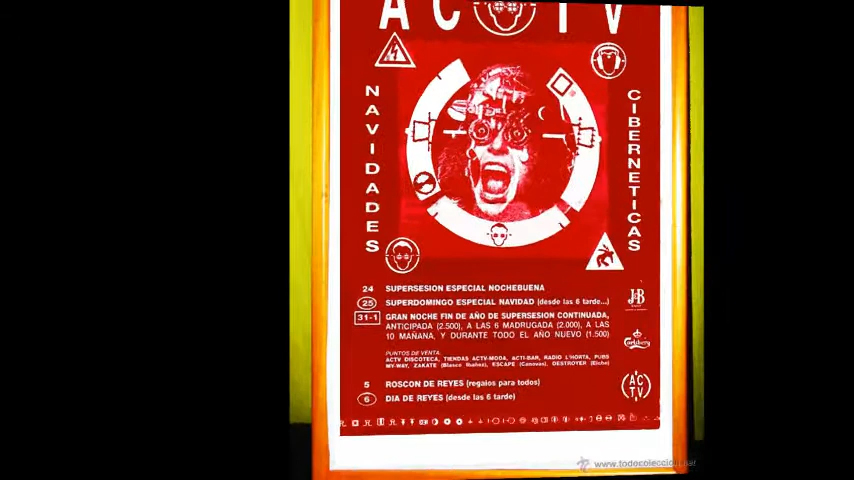 ACTV
NAVIDADES
CIBERNETICAS
24 SUPERSESION ESPECIAL NOCHEBUENA
25 SUPERDOMINGO ESPECIAL NAVIDAD (desde las 6 tarde...)
31-1 GRAN NOCHE FIN DE AÑO DE SUPERSESION CONTINUADA,
ANTICIPADA (2.500), A LAS 6 MADRUGADA (2.000), A LAS
10 MAÑANA, Y DURANTE TODO EL AÑO NUEVO (1.500)
PUNTOS DE VENTA:
ACTV DISCOTECA, TIENDAS ACTV-MODA, ACTI-BAR, RADIO L'HORTA, PUBS
MY-WAY, ZAKATE (Blasco Ibañez), ESCAPE (Canovas), DESTROYER (Elche)
5 ROSCON DE REYES (regalos para todos)
6 DIA DE REYES (desde las 6 tarde)
J&B
Carlsberg
ACTV
www.todocoleccion.net